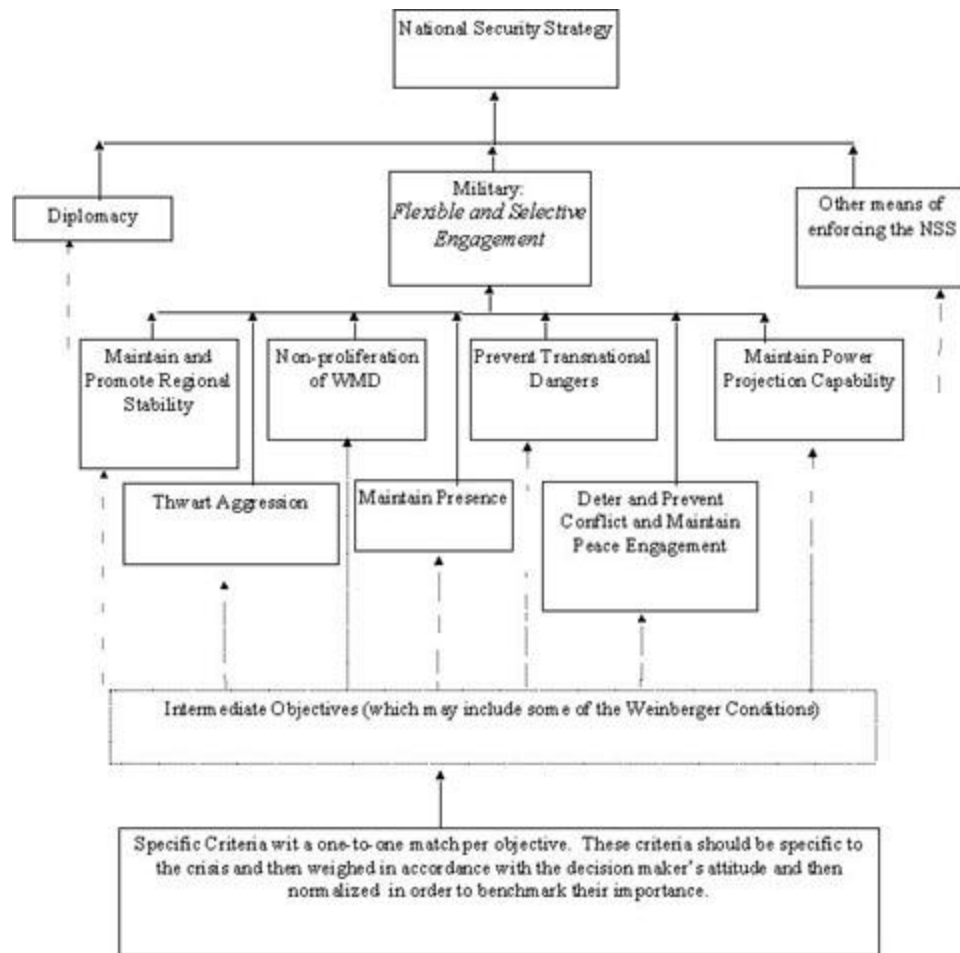 National Security
Strategy
Diplomacy
Military:
Flexible and Selective
Engagement
Other means of
enforcing the NSS
Maintain and
Promote Regional
Stability
Non-proliferation
of WMD
Prevent Transnational
Dangers
Maintain Power
Projection Capability
Thwart Aggression
Maintain Presence
Deter and Prevent
Conflict and Maintain
Peace Engagement
Intermediate Objectives (which may include some of the Weinberger Conditions)
Specific Criteria wit a one-to-one match per objective. These criteria should be specific to
the crisis and then weighed in accordance with the decision maker's attitude and then
normalized in order to benchmark their importance.